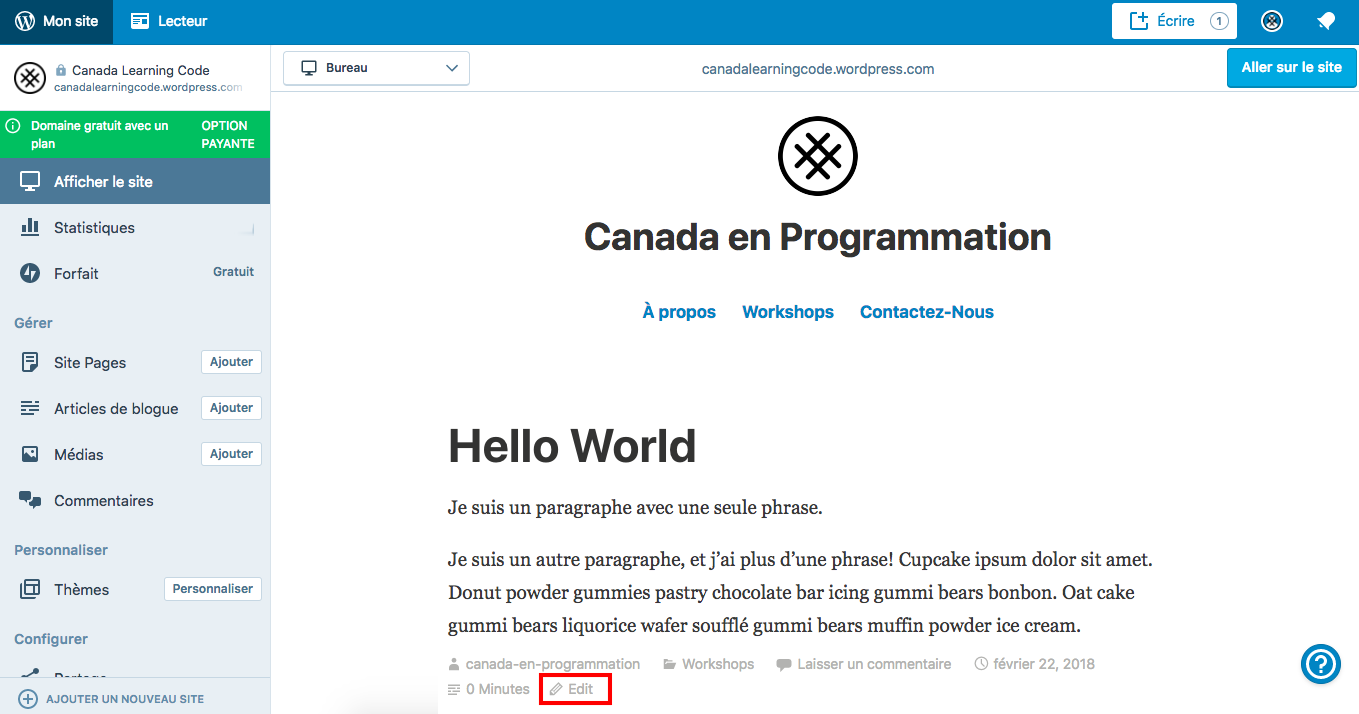 Mon site
Lecteur
Écrire
1
Canada Learning Code
canadalearningcode.wordpress.com
Domaine gratuit avec un
plan
OPTION
PAYANTE
Afficher le site
Statistiques
Forfait
Gratuit
Gérer
Site Pages
Ajouter
Articles de blogue
Ajouter
Médias
Ajouter
Commentaires
Personnaliser
Thèmes
Personnaliser
Configurer
Partage
AJOUTER UN NOUVEAU SITE
Bureau
canadalearningcode.wordpress.com
Aller sur le site
Canada en Programmation
À propos
Workshops
Contactez-Nous
Hello World
Je suis un paragraphe avec une seule phrase.
Je suis un autre paragraphe, et j’ai plus d’une phrase! Cupcake ipsum dolor sit amet.
Donut powder gummies pastry chocolate bar icing gummi bears bonbon. Oat cake
gummi bears liquorice wafer soufflé gummi bears muffin powder ice cream.
canada-en-programmation
Workshops
Laisser un commentaire
février 22, 2018
0 Minutes
Edit